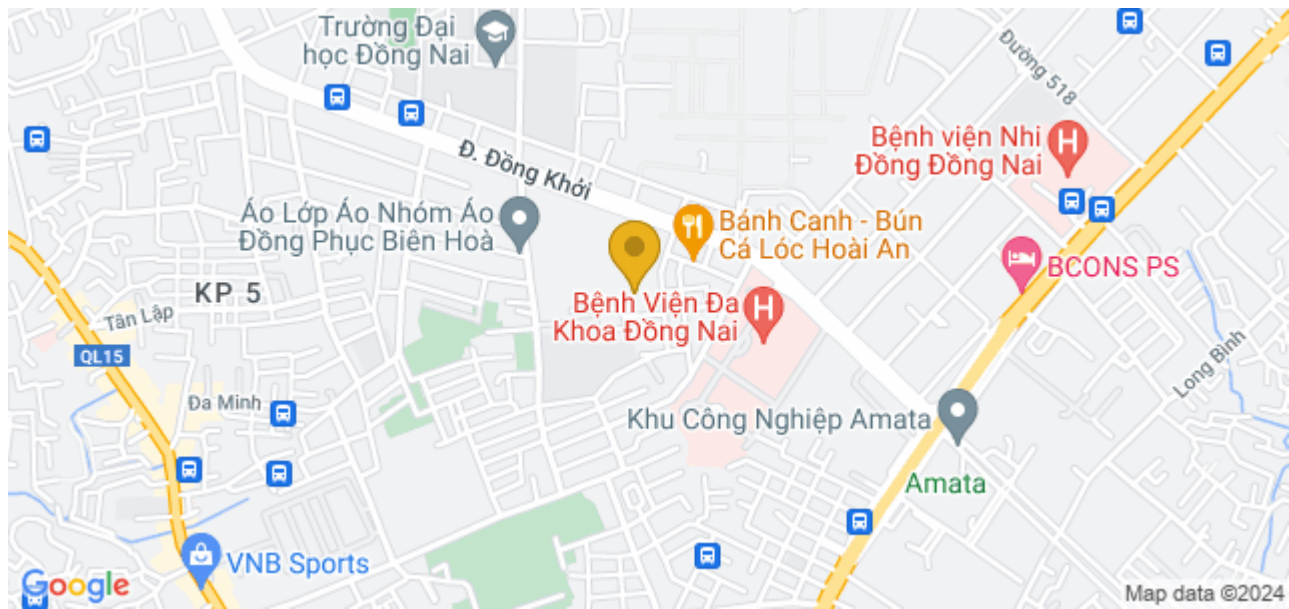 Trường Đại
học Đồng Nai
Đường 518
Đ. Đồng Khởi
Bệnh viện Nhi
Đồng Đồng Nai
Áo Lớp Áo Nhóm Áo
Đồng Phục Biên Hoà
Bánh Canh - Bún
Cá Lóc Hoài An
BCONS PS
KP 5
Tân Lập
Bệnh Viện Đa
Khoa Đồng Nai
QL15
Long Bình
Đa Minh
Khu Công Nghiệp Amata
Amata
VNB Sports
Google
Map data ©2024